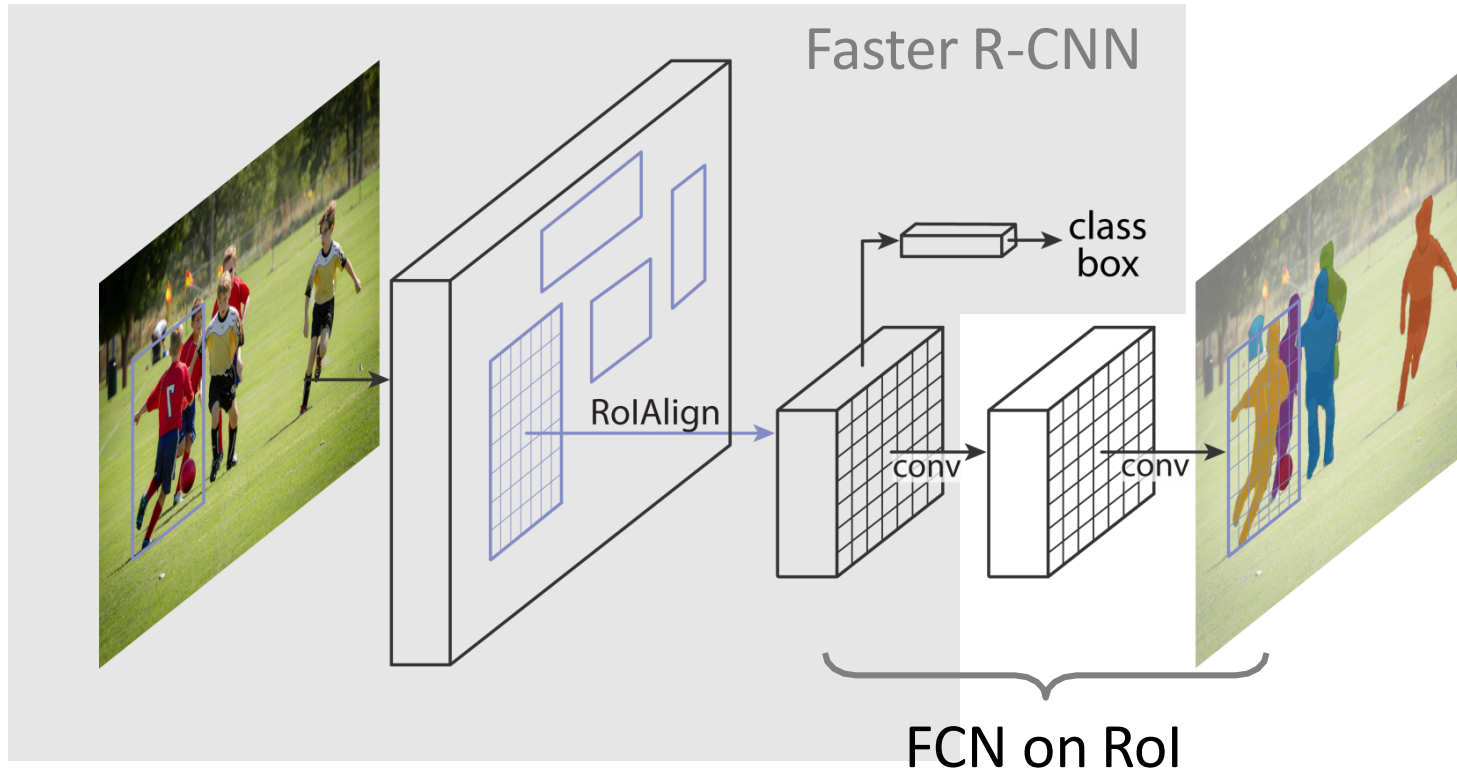 Faster R-CNN
class
box
RoIAlign
conv
conv
FCN on RoI